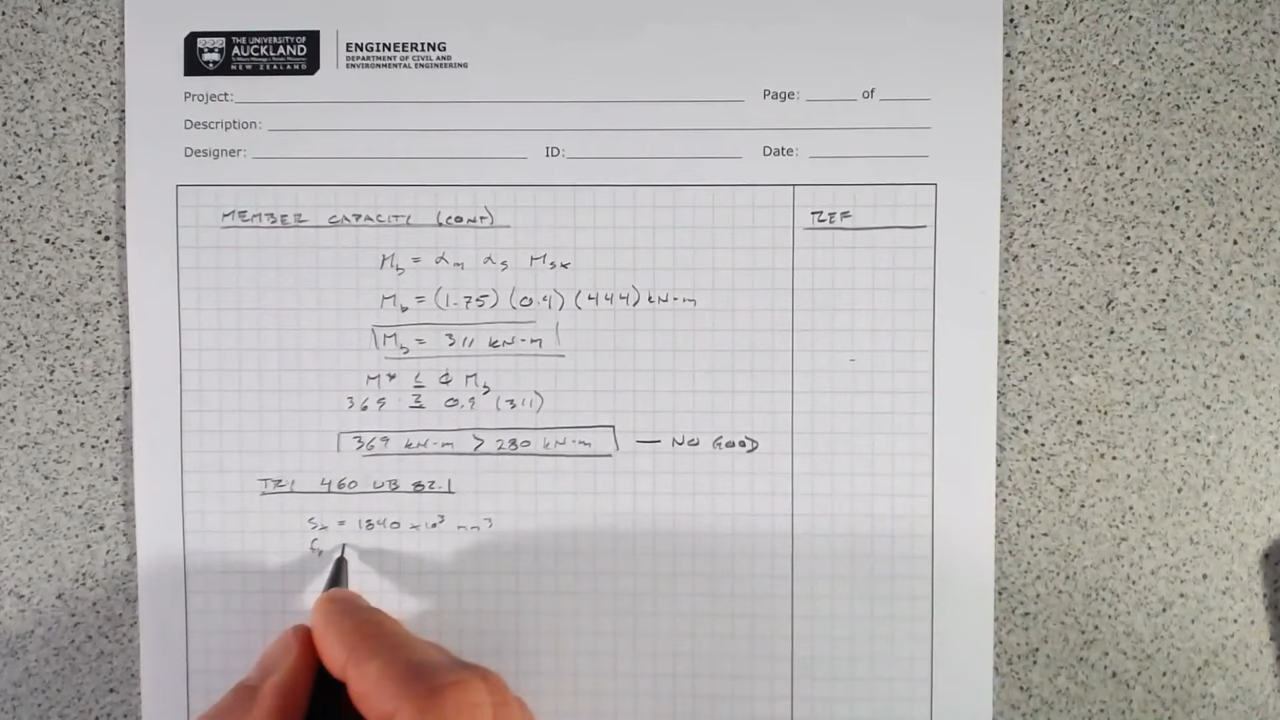 THE UNIVERSITY OF
AUCKLAND
NEW ZEALAND
ENGINEERING
DEPARTMENT OF CIVIL AND
ENVIRONMENTAL ENGINEERING
Project:
Page: of
Description:
Designer: ID: Date:
MEMBER CAPACITY (CONT)
REF
Mb = αm αs Msx
Mb = (1.75) (0.4) (444) kN-m
Mb = 311 kN-m
M* ≤ ϕ Mb
369 ≤ 0.9 (311)
369 kN-m > 280 kN-m — NO GOOD
TRY 460 UB 82.1
Sx = 1840 x10³ mm³
fy